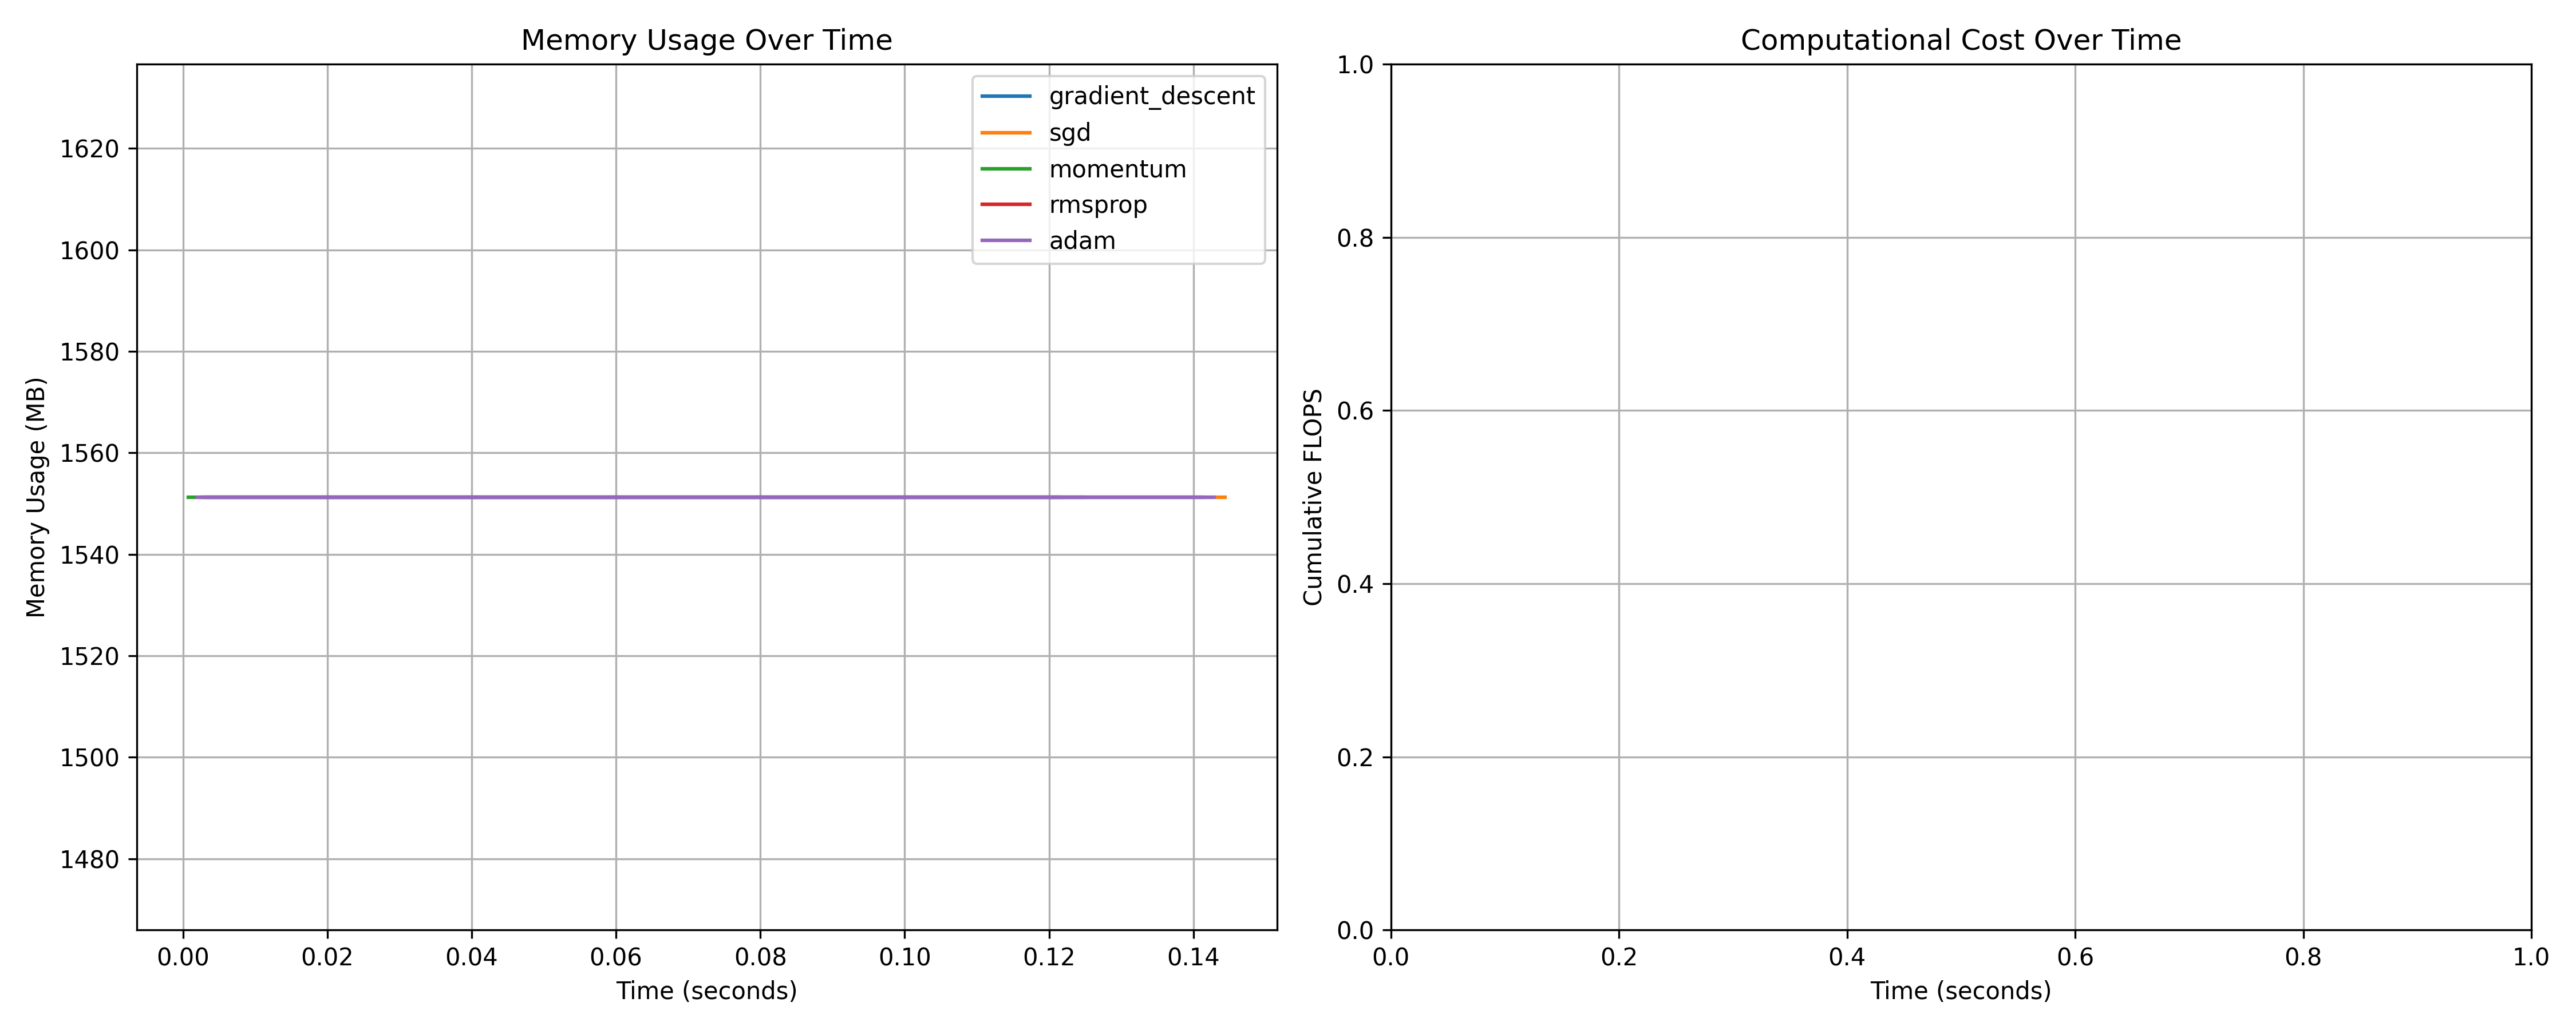 Memory Usage Over Time
Memory Usage (MB)
1620
1600
1580
1560
1540
1520
1500
1480
0.00 0.02 0.04 0.06 0.08 0.10 0.12 0.14
Time (seconds)
gradient_descent
sgd
momentum
rmsprop
adam
Computational Cost Over Time
Cumulative FLOPS
1.0
0.8
0.6
0.4
0.2
0.0
0.0 0.2 0.4 0.6 0.8 1.0
Time (seconds)